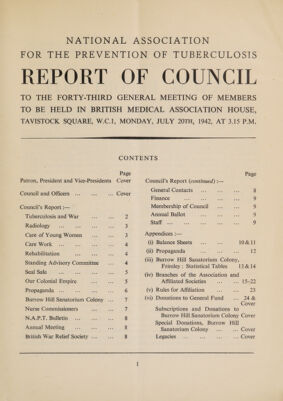 NATIONAL ASSOCIATION
FOR THE PREVENTION OF TUBERCULOSIS
REPORT OF COUNCIL
TO THE FORTY-THIRD GENERAL MEETING OF MEMBERS
TO BE HELD IN BRITISH MEDICAL ASSOCIATION HOUSE,
TAVISTOCK SQUARE, W.C.1, MONDAY, JULY 20TH, 1942, AT 3.15 P.M.
CONTENTS
Page
Patron, President and Vice-Presidents Cover
Council and Officers ... ... ... Cover
Council's Report :—
Tuberculosis and War ... ... 2
Radiology ... ... ... 3
Care of Young Women ... ... 3
Care Work ... ... ... 4
Rehabilitation ... ... ... 4
Standing Advisory Committee ... 4
Seal Sale ... ... ... 5
Our Colonial Empire ... ... 5
Propaganda ... ... ... 6
Burrow Hill Sanatorium Colony ... 7
Nurse Commissioners ... ... 7
N.A.P.T. Bulletin ... ... 8
Annual Meeting ... ... 8
British War Relief Society ... ... 8
Page
Council's Report (continued) :—
General Contacts ... ... ... 8
Finance ... ... ... 9
Membership of Council ... ... 9
Annual Ballot ... ... ... 9
Staff ... ... ... ... 9
Appendices :—
(i) Balance Sheets ... ... 10 & 11
(ii) Propaganda ... ... ... 12
(iii) Burrow Hill Sanatorium Colony,
Frimley : Statistical Tables 13 & 14
(iv) Branches of the Association and
Affiliated Societies ... ... 15–22
(v) Rules for Affiliation ... ... 23
(vi) Donations to General Fund ... 24 &
Cover
Subscriptions and Donations to
Burrow Hill Sanatorium Colony Cover
Special Donations, Burrow Hill
Sanatorium Colony ... ... Cover
Legacies ... ... ... ... Cover
1